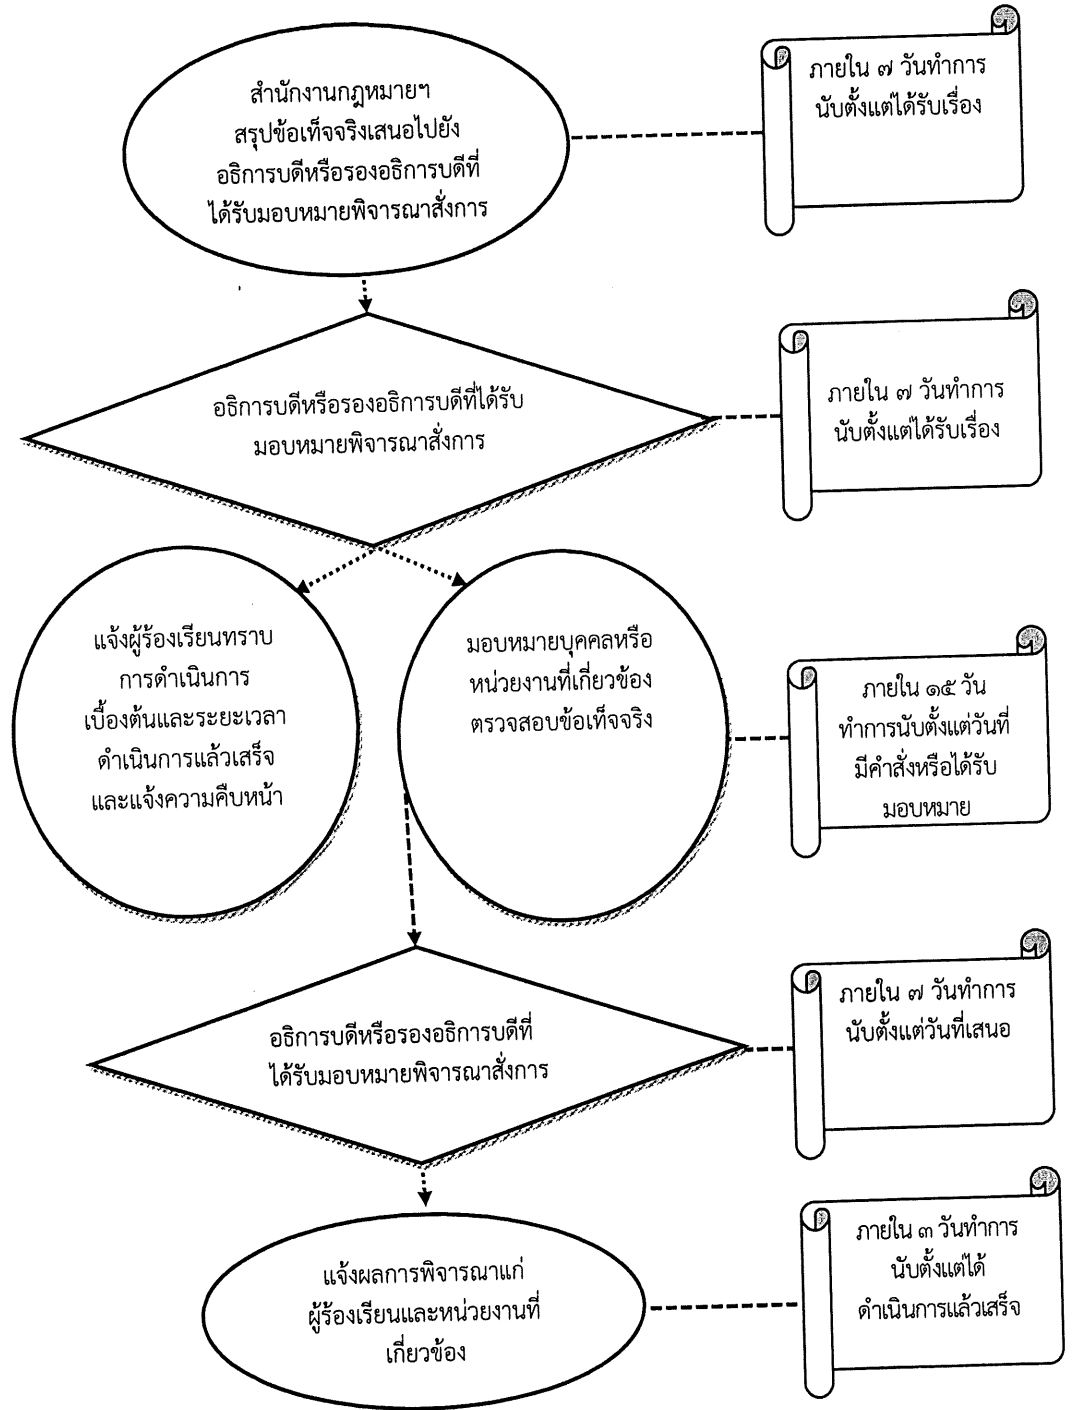 สำนักงานกฎหมายฯ
สรุปข้อเท็จจริงเสนอไปยัง
อธิการบดีหรือรองอธิการบดีที่
ได้รับมอบหมายพิจารณาสั่งการ
ภายใน ๗ วันทำการ
นับตั้งแต่ได้รับเรื่อง
อธิการบดีหรือรองอธิการบดีที่ได้รับ
มอบหมายพิจารณาสั่งการ
ภายใน ๗ วันทำการ
นับตั้งแต่ได้รับเรื่อง
แจ้งผู้ร้องเรียนทราบ
การดำเนินการ
เบื้องต้นและระยะเวลา
ดำเนินการแล้วเสร็จ
และแจ้งความคืบหน้า
มอบหมายบุคคลหรือ
หน่วยงานที่เกี่ยวข้อง
ตรวจสอบข้อเท็จจริง
ภายใน ๑๕ วัน
ทำการนับตั้งแต่วันที่
มีคำสั่งหรือได้รับ
มอบหมาย
อธิการบดีหรือรองอธิการบดีที่
ได้รับมอบหมายพิจารณาสั่งการ
ภายใน ๗ วันทำการ
นับตั้งแต่วันที่เสนอ
แจ้งผลการพิจารณาแก่
ผู้ร้องเรียนและหน่วยงานที่
เกี่ยวข้อง
ภายใน ๓ วันทำการ
นับตั้งแต่ได้
ดำเนินการแล้วเสร็จ